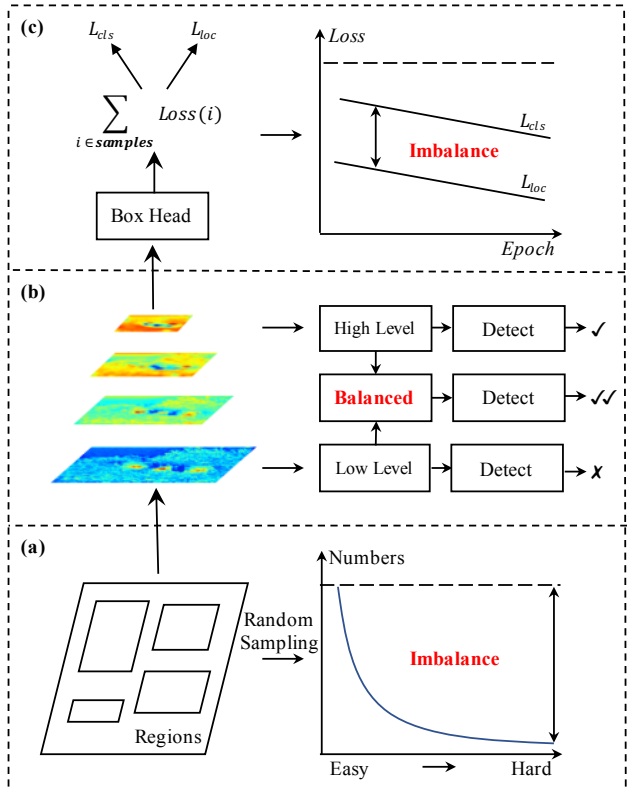 (c)
L_cls
L_loc
Loss
∑ Loss(i)
i∈samples
L_cls
Imbalance
L_loc
Box Head
Epoch
(b)
High Level
Detect
✓
Balanced
Detect
✓✓
Low Level
Detect
✗
(a)
Numbers
Random
Sampling
Imbalance
Regions
Easy
Hard